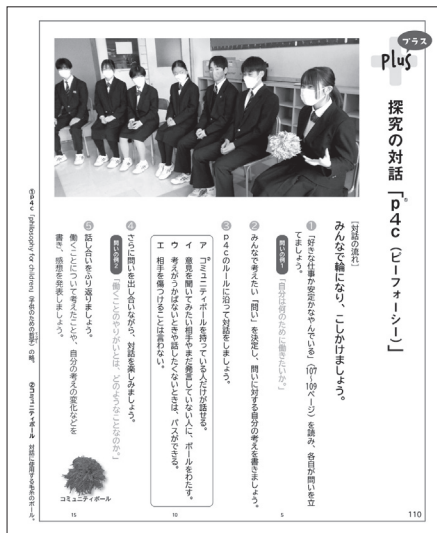 プラス
plus
探究の対話「p4c（ピーフォーシー）」①
［対話の流れ］
みんなで輪になり、こしかけましょう。
1 「好きな仕事か安定かなやんでいる」（107－109ページ）を読み、各自が問いを立
てましょう。
問いの例1 「自分は何のために働きたいか。」
2 みんなで考えたい「問い」を決定し、問いに対する自分の考えを書きましょう。
3 p4cのルールに沿って対話をしましょう。
ア コミュニティボールを持っている人だけが話せる。
イ 意見を聞いてみたい相手やまだ発言していない人に、ボールをわたす。
ウ 考えがうかばないときや話したくないときは、パスができる。
エ 相手を傷つけることは言わない。
4 さらに問いを出し合いながら、対話を楽しみましょう。
問いの例2 「働くことのやりがいとは、どのようなことなのか。」
5 話し合いをふり返りましょう。
働くことについて考えたことや、自分の考えの変化などを
書き、感想を発表しましょう。
コミュニティボール
5
10
15
①p4c 「philosophy for children」（子供のための哲学）の略。
②コミュニティボール 対話に使用する毛糸のボール。
110